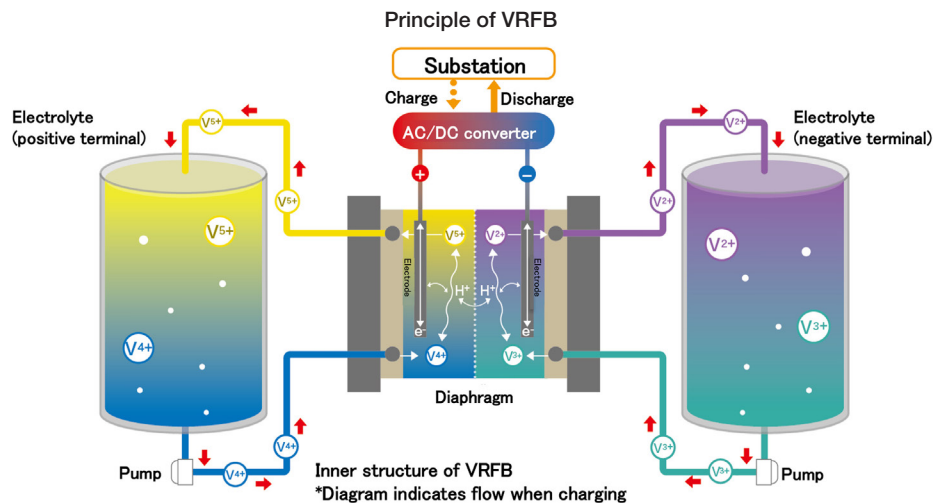 Principle of VRFB
Substation
Charge
Discharge
AC/DC converter
+
−
Electrolyte
(positive terminal)
V5+
V5+
V5+
V4+
Pump
V4+
V4+
Electrode
V5+
H+
e-
V4+
V2+
H+
Electrode
e-
V3+
Diaphragm
Electrolyte
(negative terminal)
V2+
V2+
V2+
V3+
V3+
V3+
Pump
Inner structure of VRFB
*Diagram indicates flow when charging